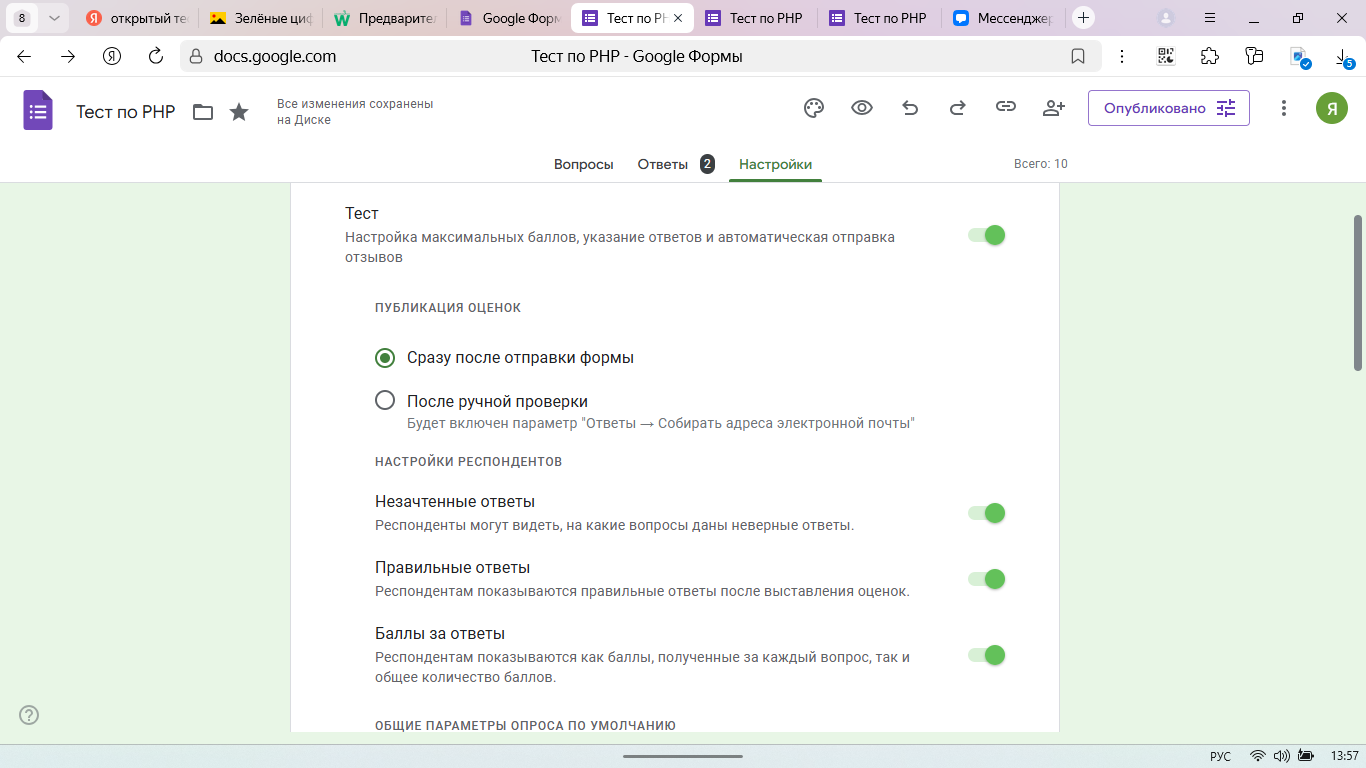 8
Я
открытый те
Зелёные циф
Предварител
Google Форм
Тест по PH
Тест по PHP
Тест по PHP
Мессенджер
Я
docs.google.com
Тест по PHP - Google Формы
5
Тест по PHP
Все изменения сохранены
на Диске
Опубликовано
Я
Вопросы
Ответы
2
Настройки
Всего: 10
Тест
Настройка максимальных баллов, указание ответов и автоматическая отправка
отзывов
ПУБЛИКАЦИЯ ОЦЕНОК
Сразу после отправки формы
После ручной проверки
Будет включен параметр "Ответы → Собирать адреса электронной почты"
НАСТРОЙКИ РЕСПОНДЕНТОВ
Незачтенные ответы
Респонденты могут видеть, на какие вопросы даны неверные ответы.
Правильные ответы
Респондентам показываются правильные ответы после выставления оценок.
Баллы за ответы
Респондентам показываются как баллы, полученные за каждый вопрос, так и
общее количество баллов.
ОБЩИЕ ПАРАМЕТРЫ ОПРОСА ПО УМОЛЧАНИЮ
РУС
13:57